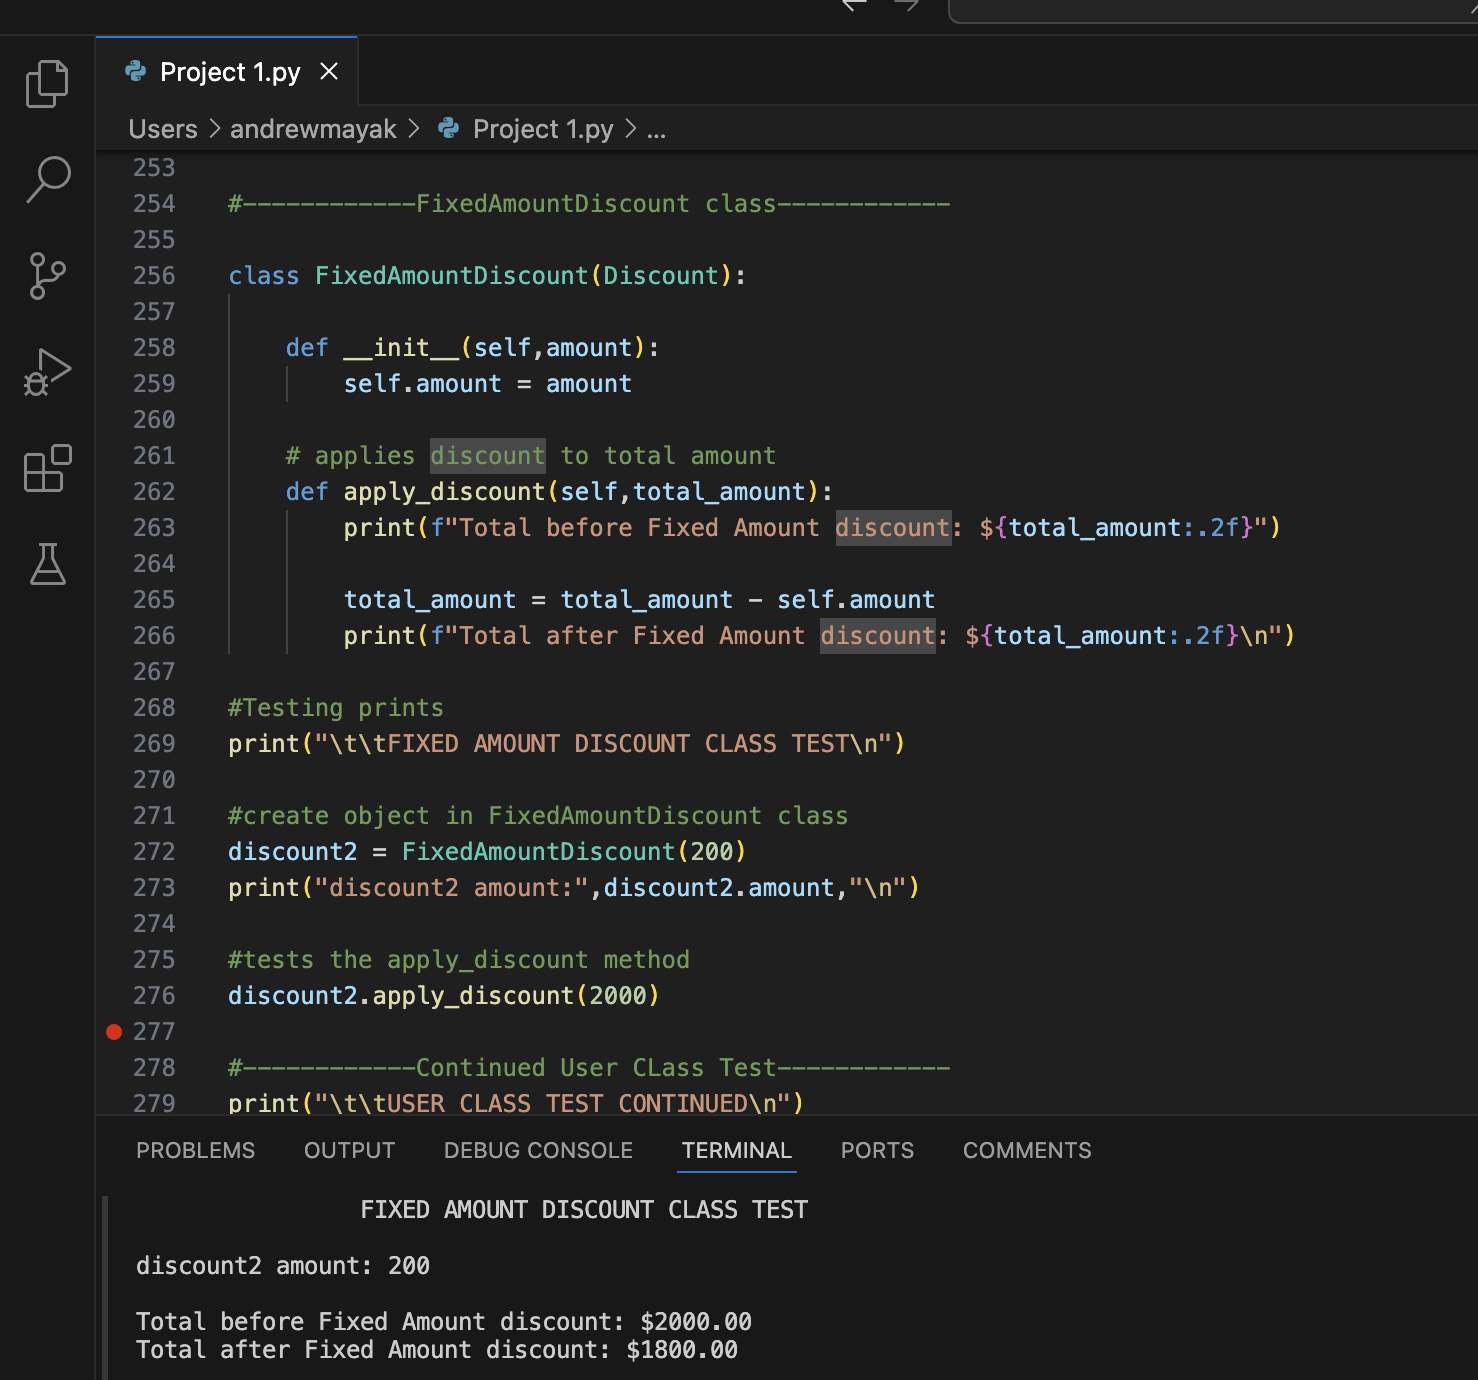 Project 1.py
Users > andrewmayak > Project 1.py > ...
253
254 #------------FixedAmountDiscount class------------
255
256 class FixedAmountDiscount(Discount):
257
258     def __init__(self,amount):
259         self.amount = amount
260
261     # applies discount to total amount
262     def apply_discount(self,total_amount):
263         print(f"Total before Fixed Amount discount: ${total_amount:.2f}")
264
265         total_amount = total_amount - self.amount
266         print(f"Total after Fixed Amount discount: ${total_amount:.2f}\n")
267
268 #Testing prints
269 print("\t\tFIXED AMOUNT DISCOUNT CLASS TEST\n")
270
271 #create object in FixedAmountDiscount class
272 discount2 = FixedAmountDiscount(200)
273 print("discount2 amount:",discount2.amount,"\n")
274
275 #tests the apply_discount method
276 discount2.apply_discount(2000)
277
278 #------------Continued User CLass Test------------
279 print("\t\tUSER CLASS TEST CONTINUED\n")
PROBLEMS OUTPUT DEBUG CONSOLE TERMINAL PORTS COMMENTS
FIXED AMOUNT DISCOUNT CLASS TEST
discount2 amount: 200
Total before Fixed Amount discount: $2000.00
Total after Fixed Amount discount: $1800.00